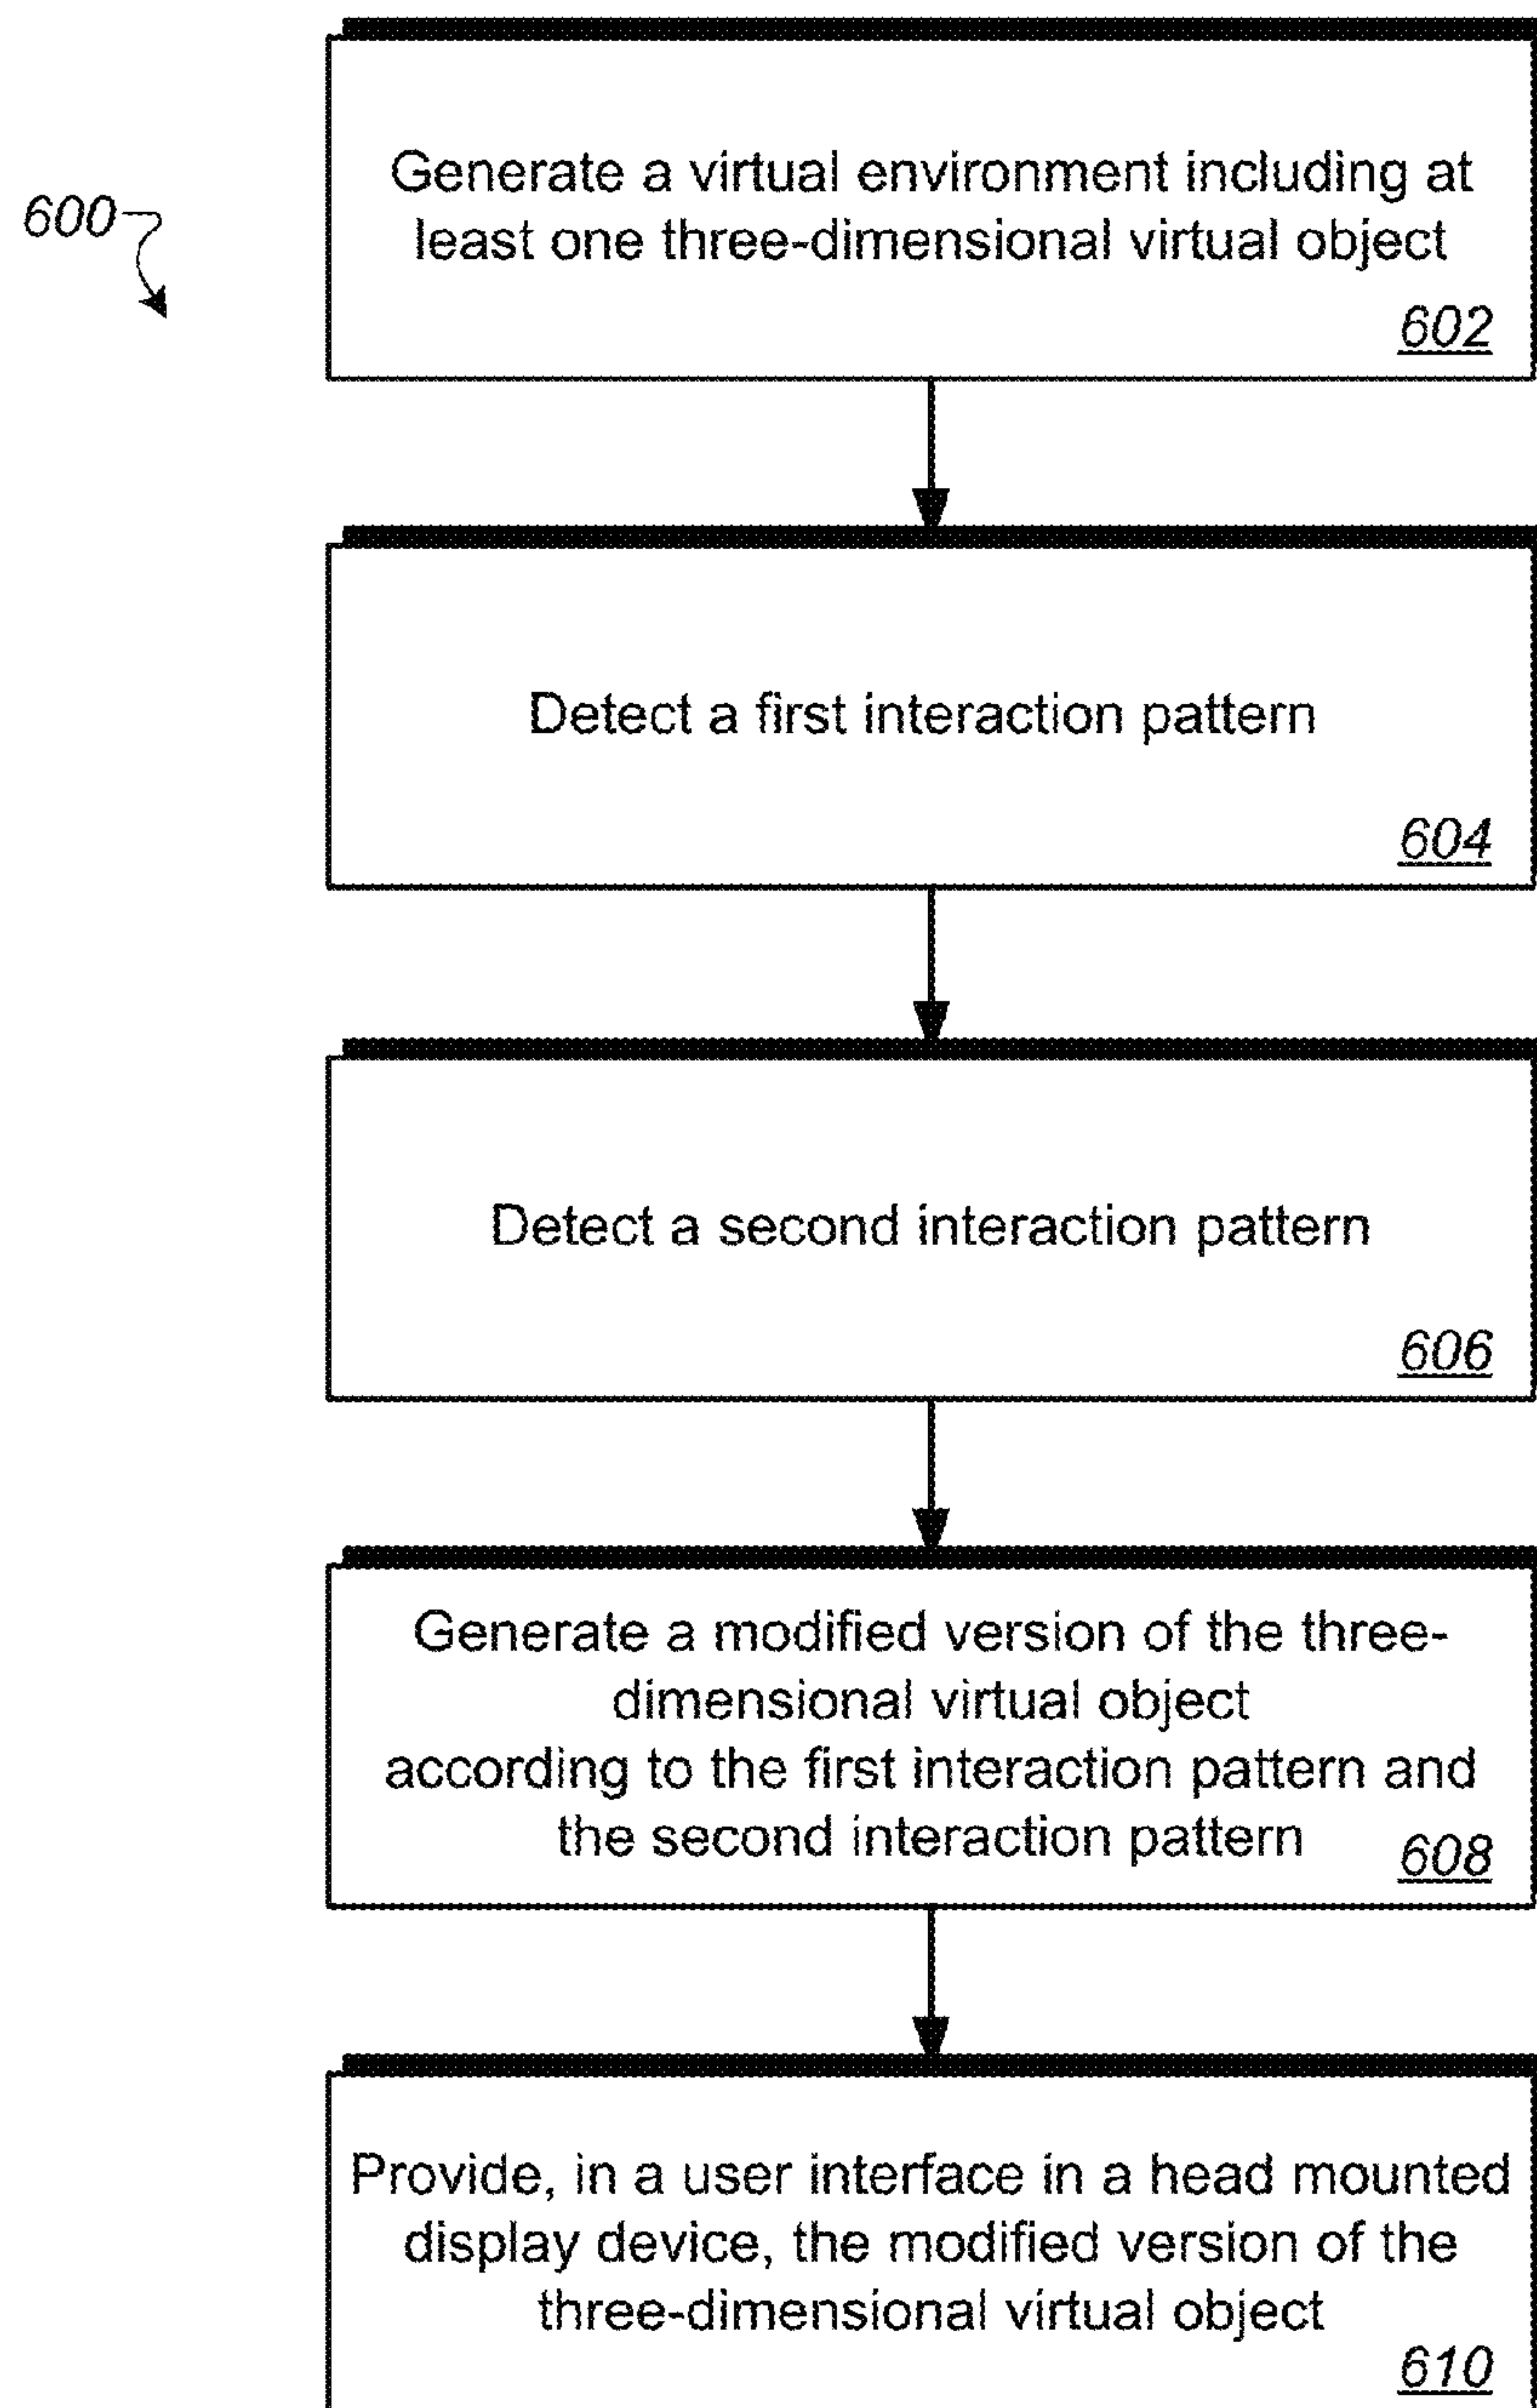 600
Generate a virtual environment including at
least one three-dimensional virtual object
602
Detect a first interaction pattern
604
Detect a second interaction pattern
606
Generate a modified version of the three-
dimensional virtual object
according to the first interaction pattern and
the second interaction pattern
608
Provide, in a user interface in a head mounted
display device, the modified version of the
three-dimensional virtual object
610